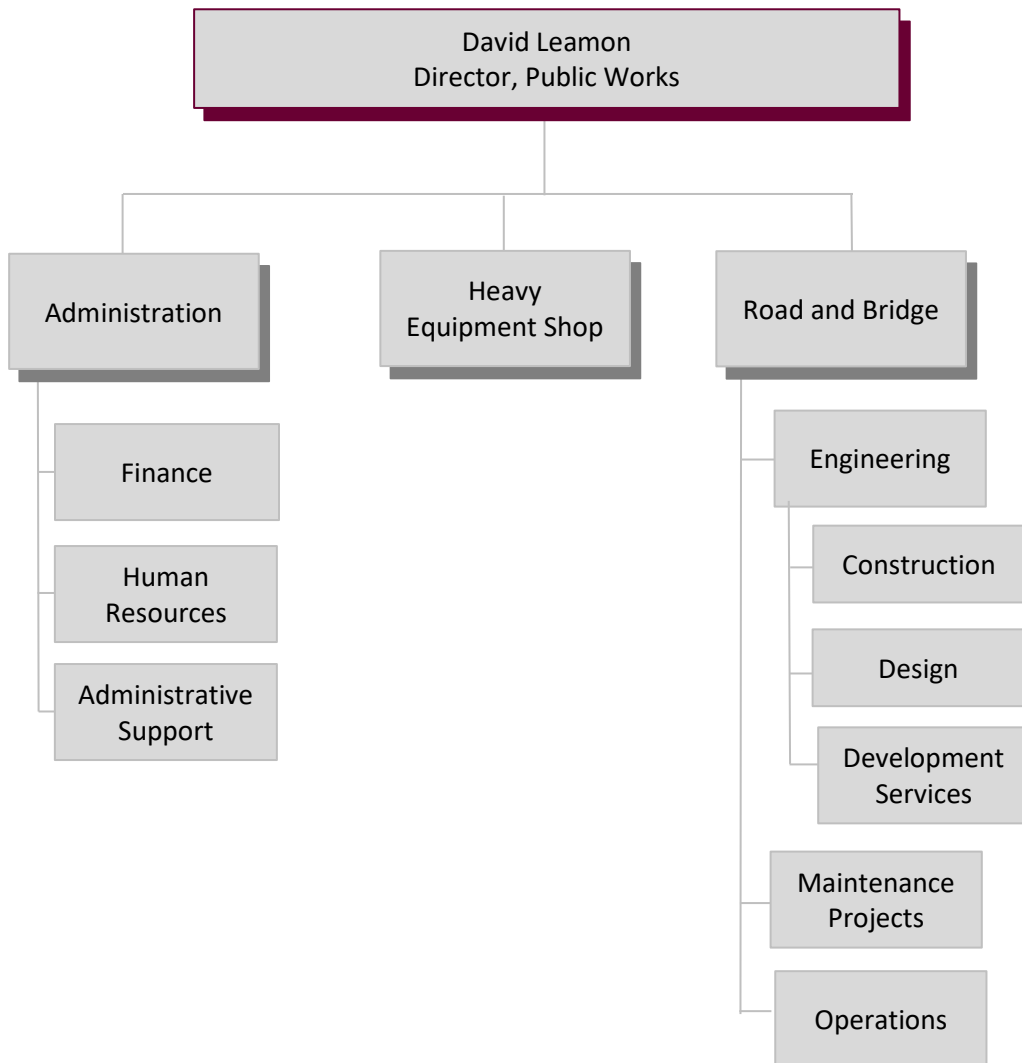 David Leamon
Director, Public Works
Administration
Heavy
Equipment Shop
Road and Bridge
Finance
Human
Resources
Administrative
Support
Engineering
Construction
Design
Development
Services
Maintenance
Projects
Operations